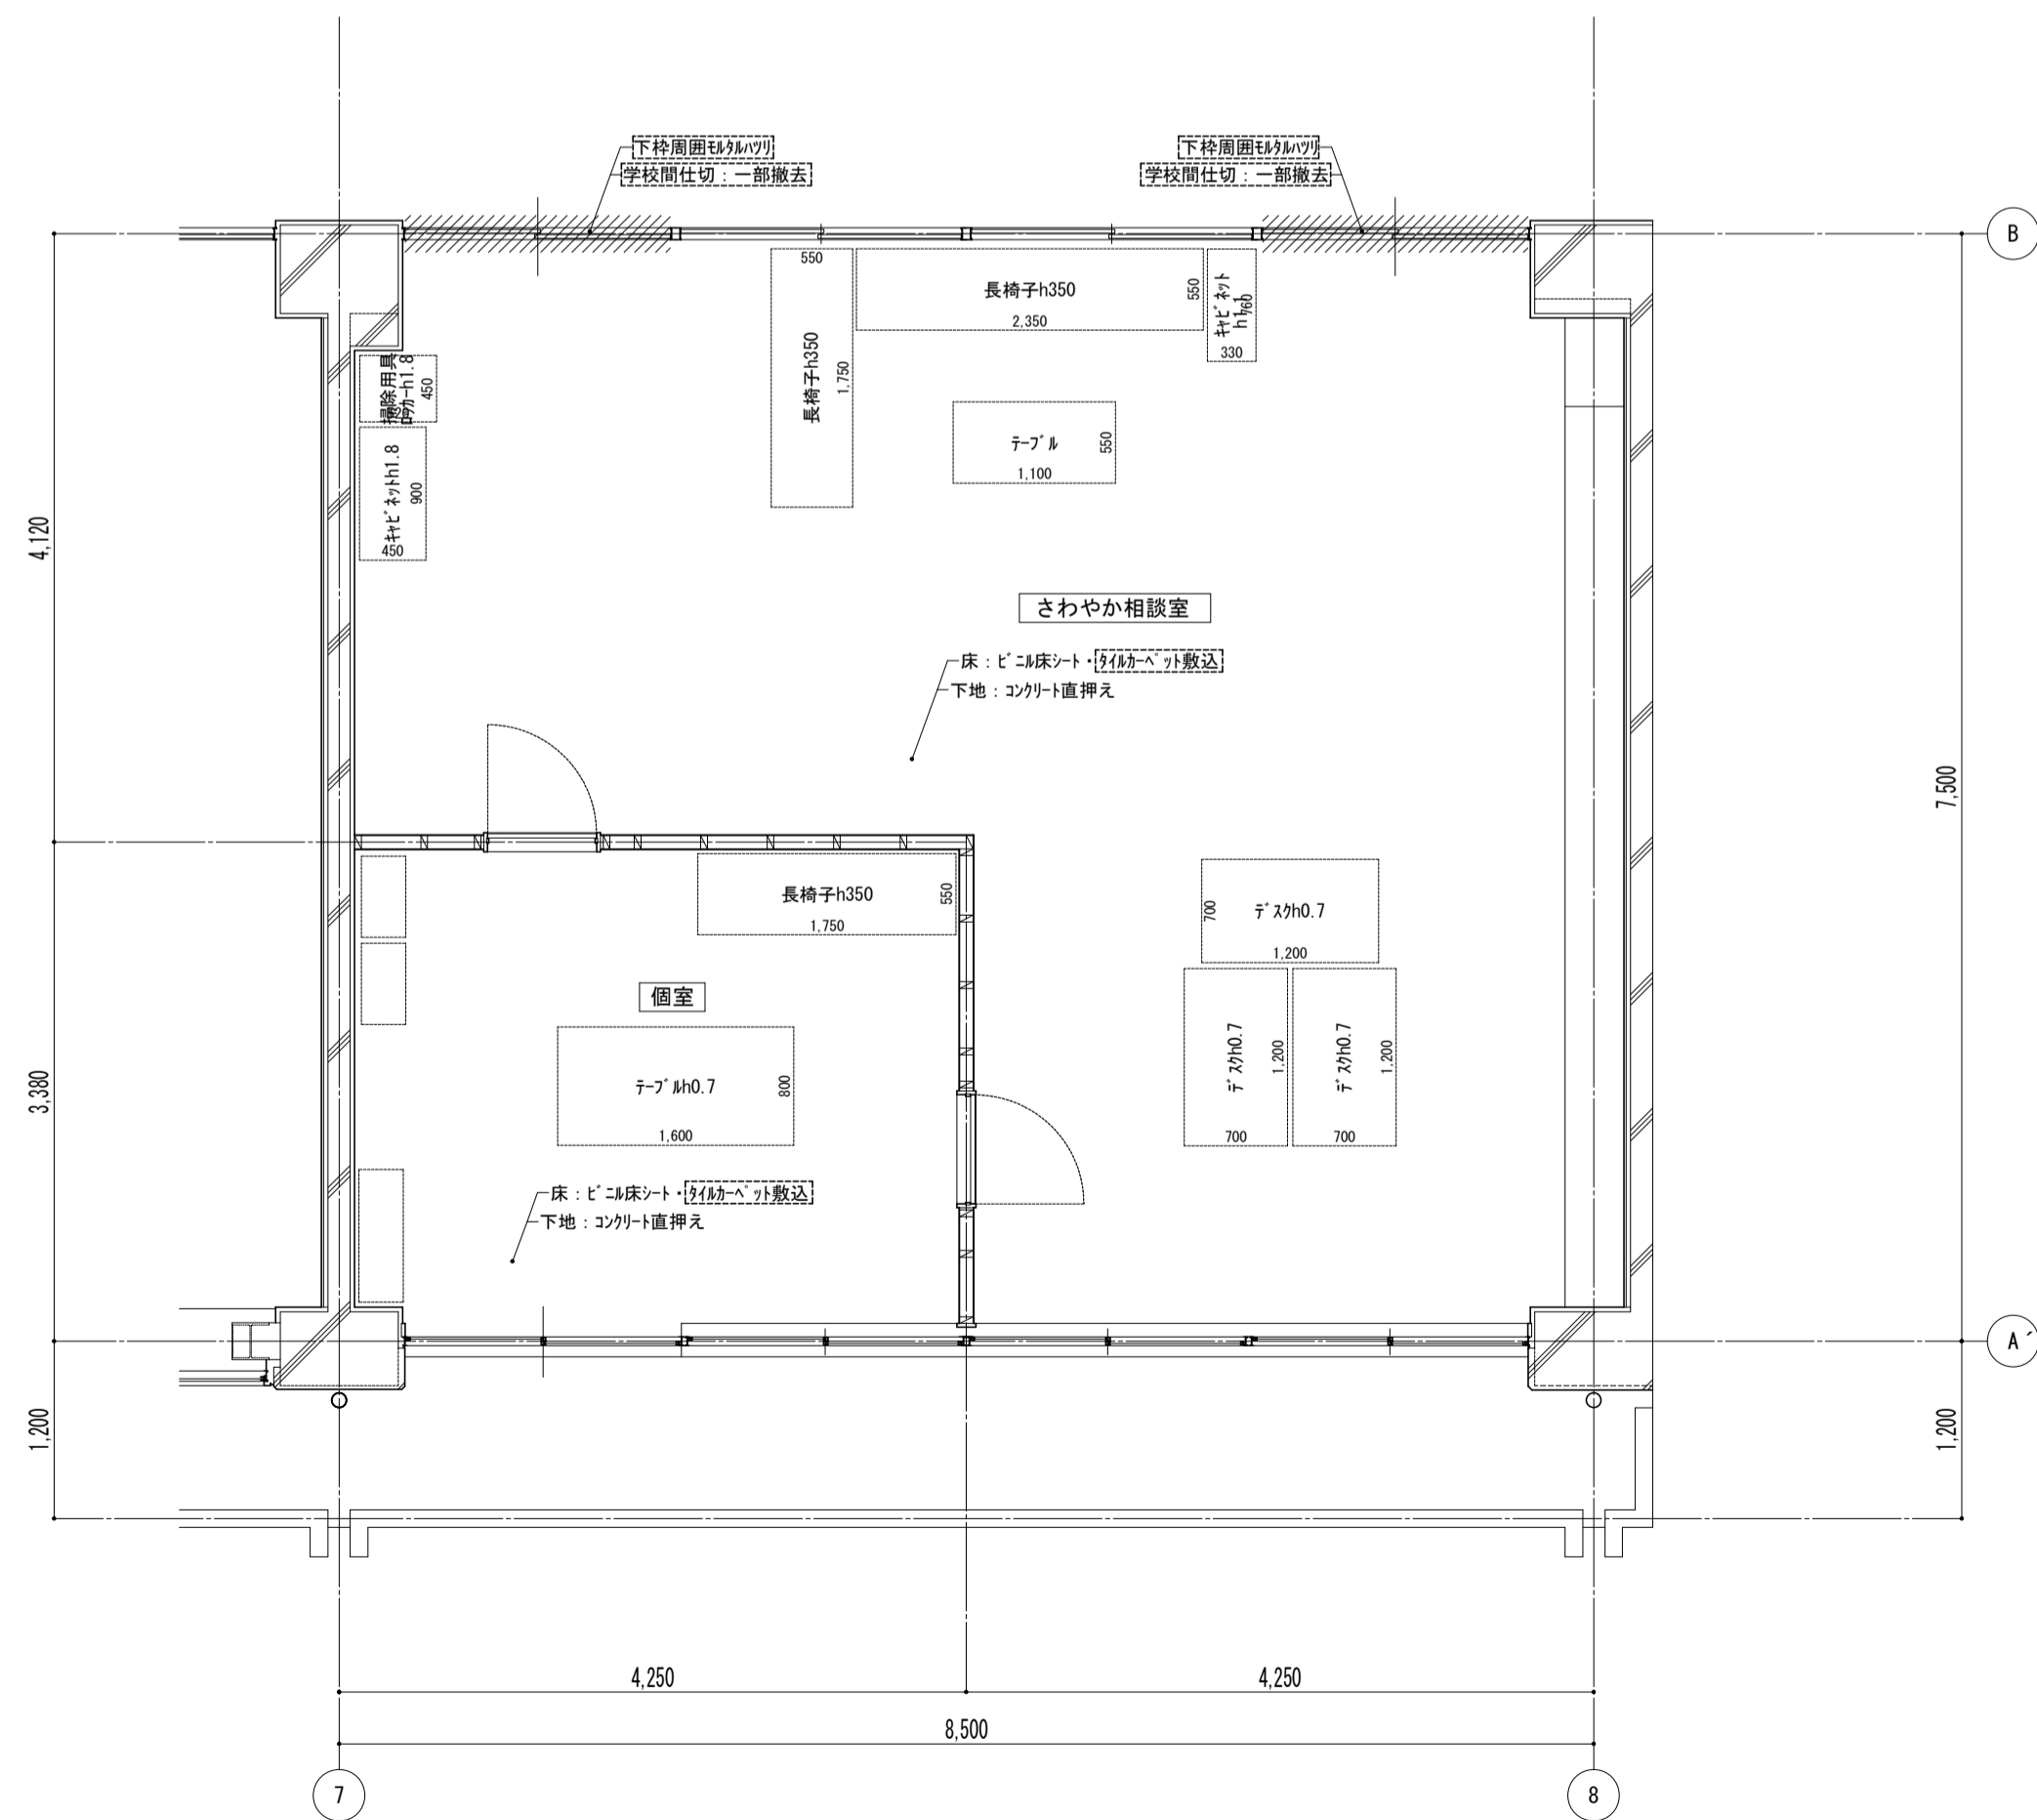 下枠周囲ﾓﾙﾀﾙﾊﾂﾘ
学校間仕切：一部撤去
下枠周囲ﾓﾙﾀﾙﾊﾂﾘ
学校間仕切：一部撤去
B
550
長椅子h350
2,350
550
ｷｬﾋﾞﾈｯﾄ
h1.1
760
330
長椅子h350
1,750
掃除用具
ﾛｯｶｰh1.8
450
ｷｬﾋﾞﾈｯﾄh1.8
900
450
ﾃｰﾌﾞﾙ
1,100
550
4,120
さわやか相談室
床：ﾋﾞﾆﾙ床ｼｰﾄ・ﾀｲﾙｶｰﾍﾟｯﾄ敷込
下地：ｺﾝｸﾘｰﾄ直押え
7,500
長椅子h350
1,750
550
ﾃﾞｽｸh0.7
700
1,200
個室
ﾃｰﾌﾞﾙh0.7
800
1,600
ﾃﾞｽｸh0.7
1,200
700
ﾃﾞｽｸh0.7
1,200
700
3,380
床：ﾋﾞﾆﾙ床ｼｰﾄ・ﾀｲﾙｶｰﾍﾟｯﾄ敷込
下地：ｺﾝｸﾘｰﾄ直押え
A´
1,200
1,200
4,250
4,250
8,500
7
8